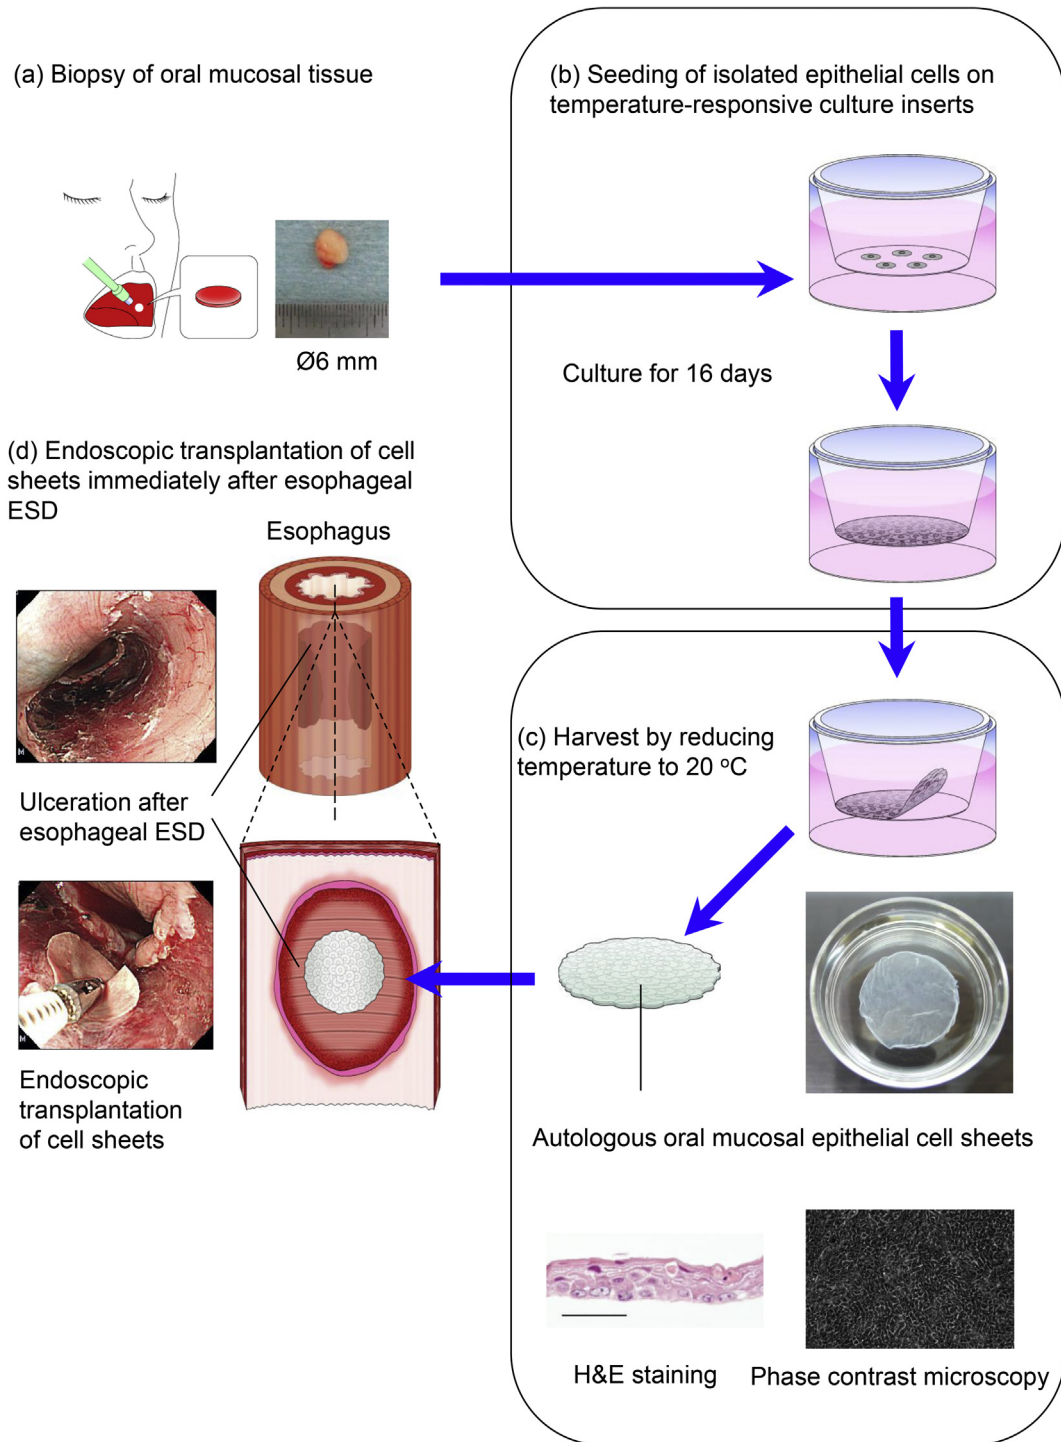 (a) Biopsy of oral mucosal tissue
Ø6 mm
(b) Seeding of isolated epithelial cells on
temperature-responsive culture inserts
Culture for 16 days
(c) Harvest by reducing
temperature to 20 °C
Autologous oral mucosal epithelial cell sheets
H&E staining
Phase contrast microscopy
(d) Endoscopic transplantation of cell
sheets immediately after esophageal
ESD
Esophagus
M
Ulceration after
esophageal ESD
M
Endoscopic
transplantation
of cell sheets